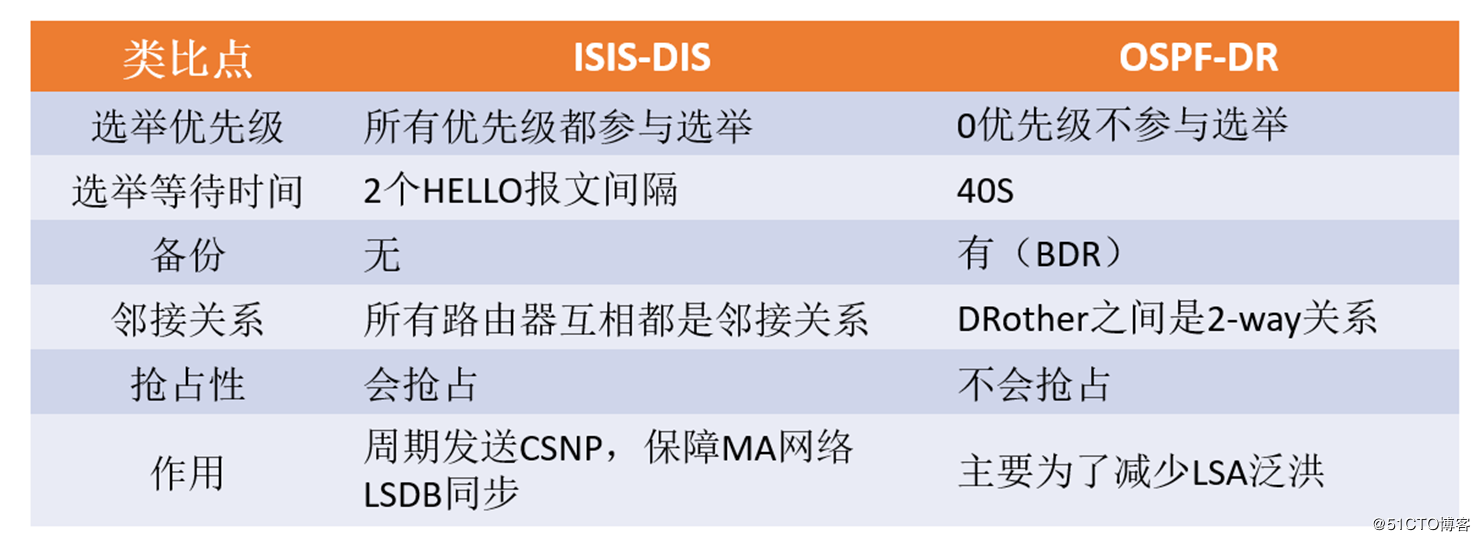 类比点 ISIS-DIS OSPF-DR
选举优先级 所有优先级都参与选举 0优先级不参与选举
选举等待时间 2个HELLO报文间隔 40S
备份 无 有（BDR）
邻接关系 所有路由器互相都是邻接关系 DRother之间是2-way关系
抢占性 会抢占 不会抢占
作用 周期发送CSNP，保障MA网络
LSDB同步 主要为了减少LSA泛洪
@51CTO博客